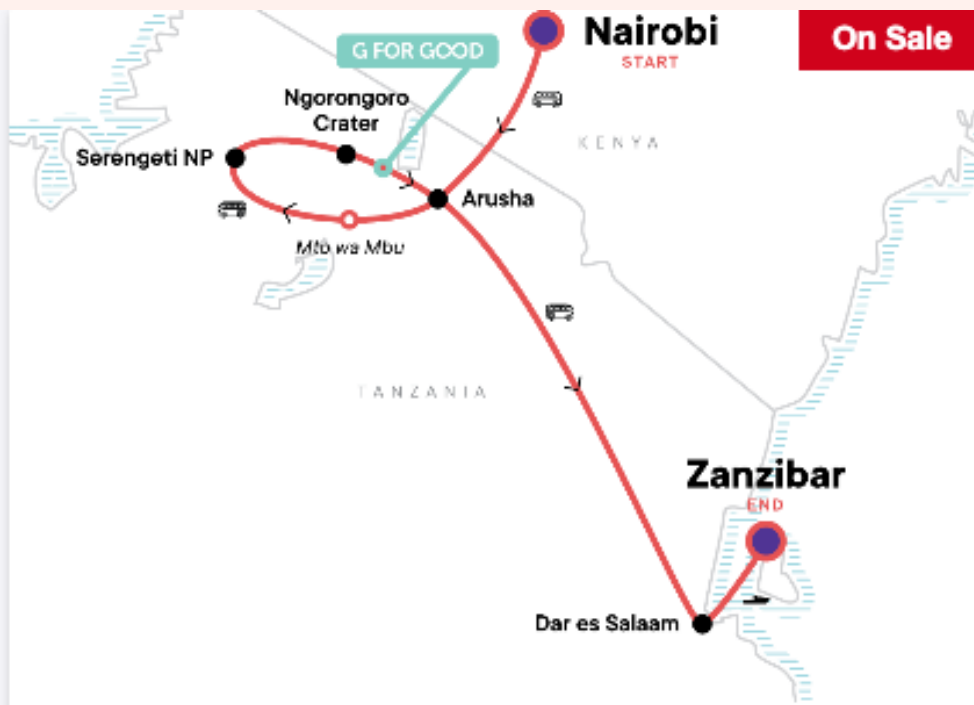 On Sale
Nairobi
START
G FOR GOOD
Ngorongoro
Crater
KENYA
Serengeti NP
Arusha
Mto wa Mbu
TANZANIA
Zanzibar
END
Dar es Salaam